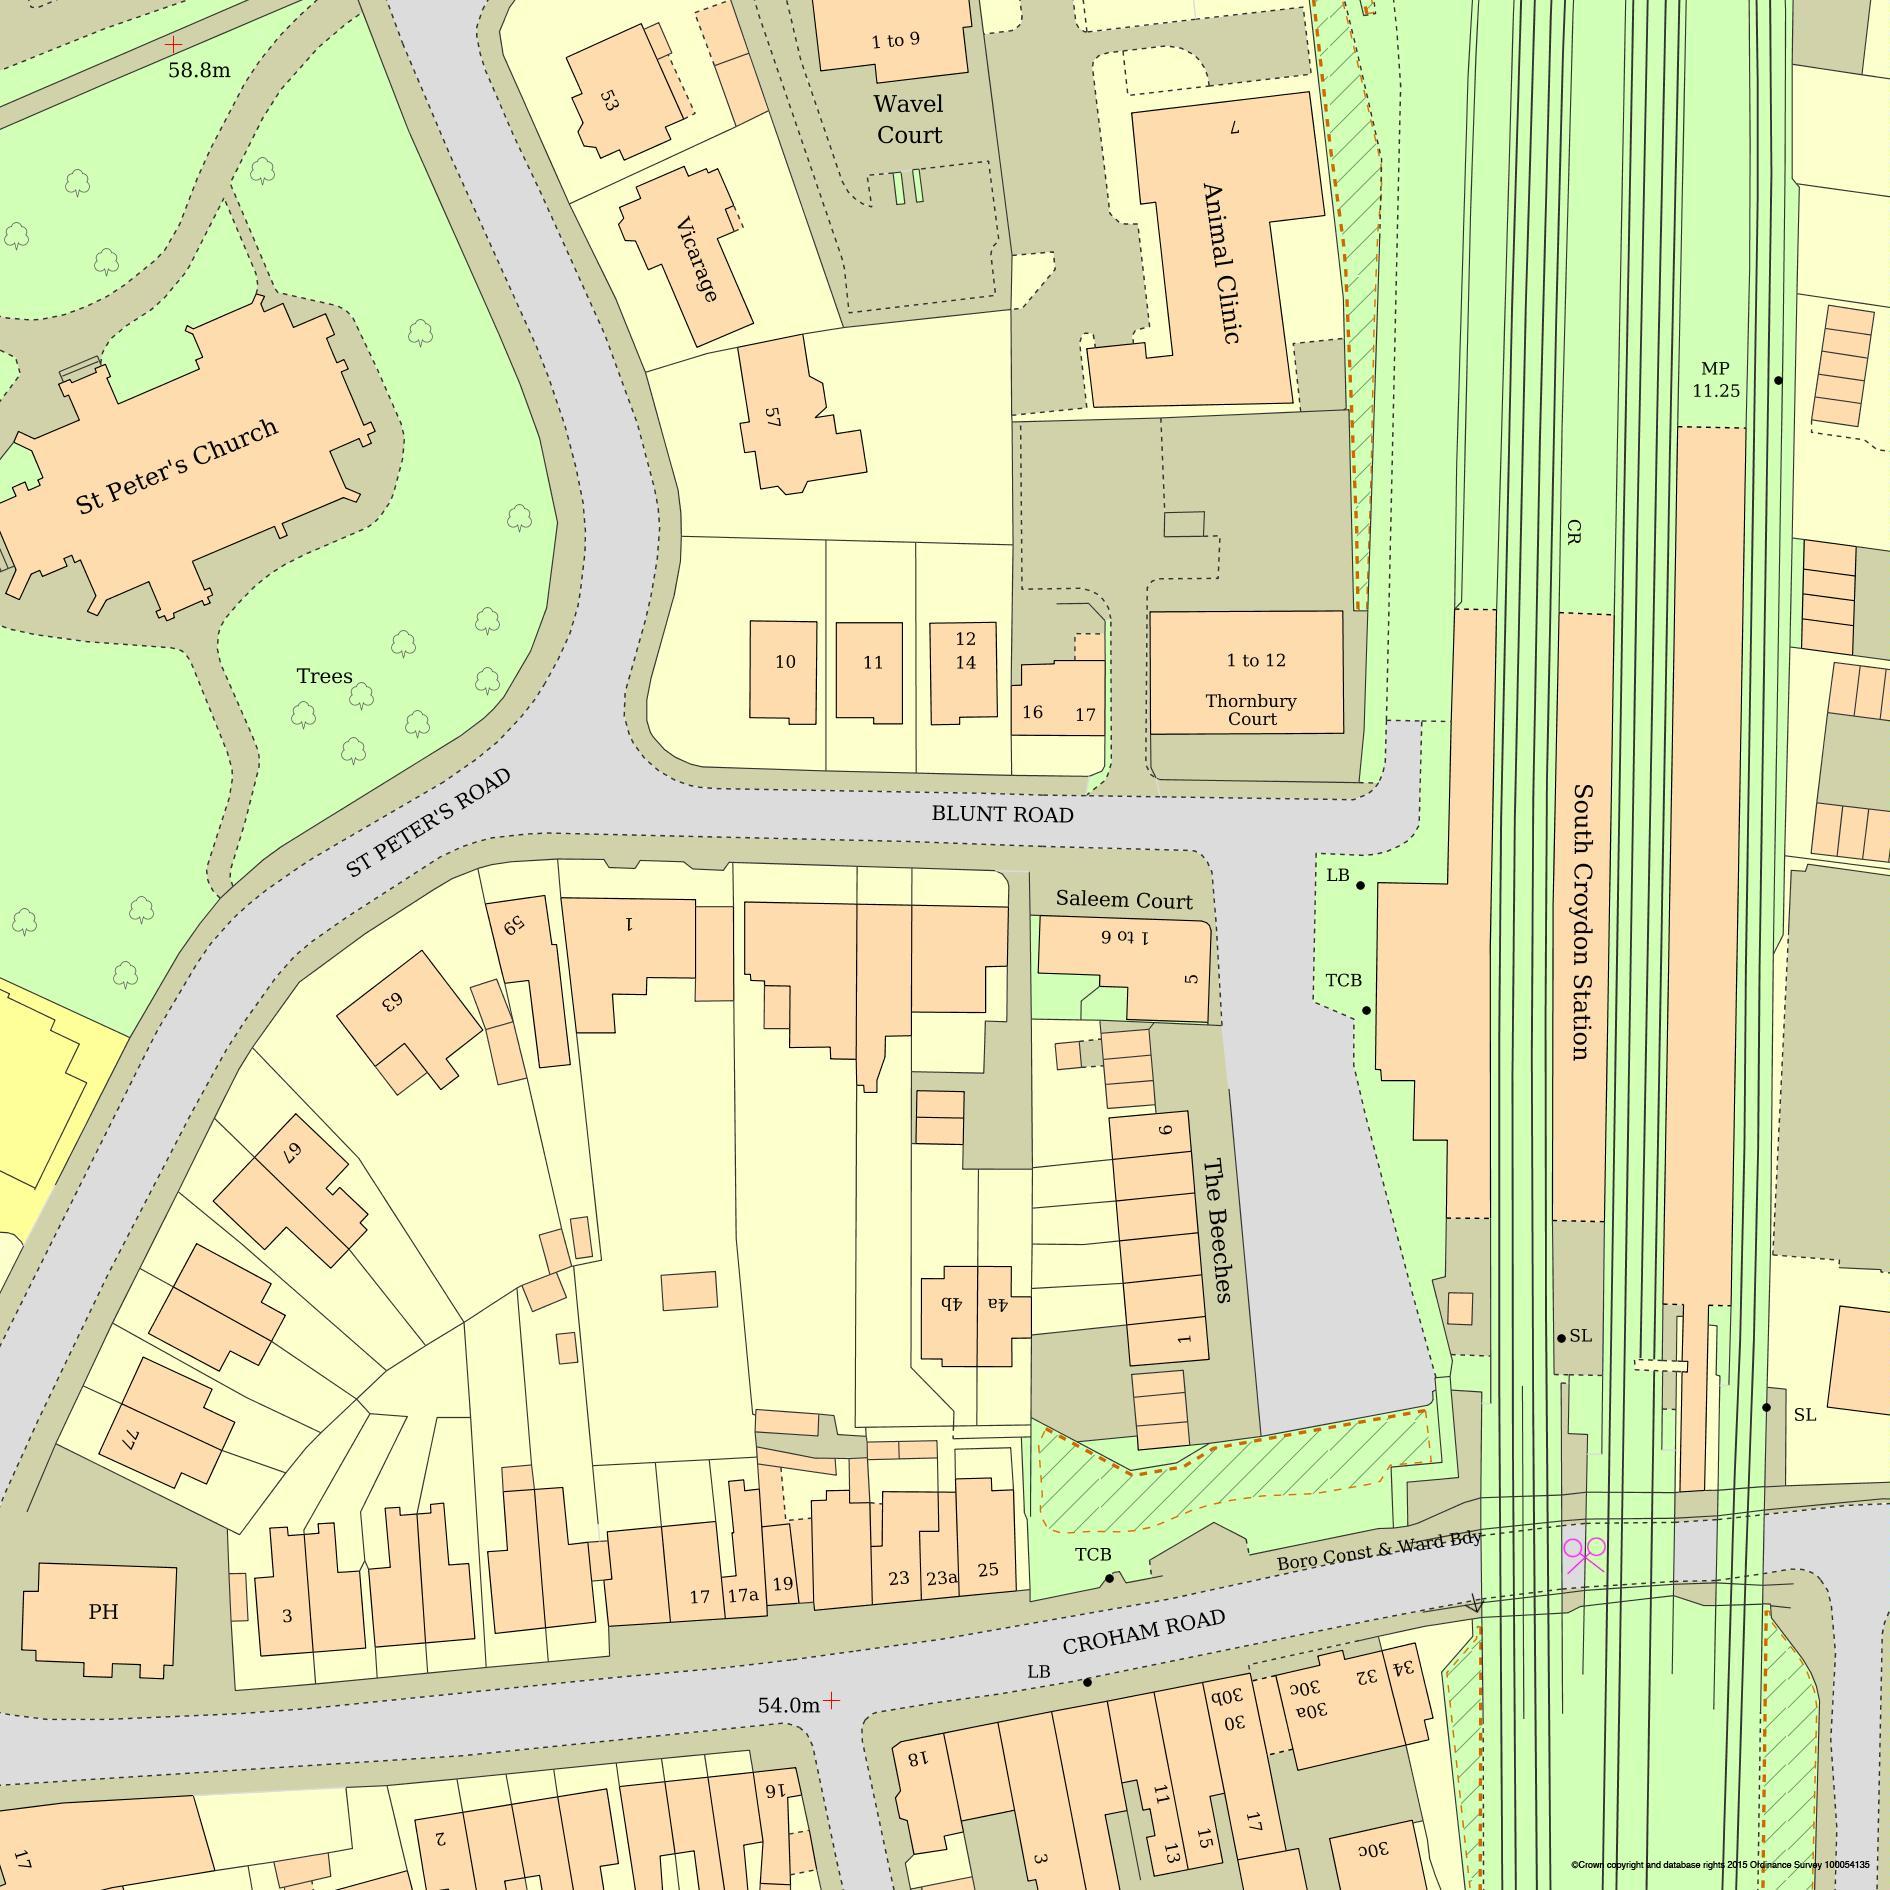 58.8m
53
1 to 9
Wavel
Court
7
Animal Clinic
Vicarage
57
MP
11.25
St Peter's Church
CR
Trees
10
11
12
14
16
17
1 to 12
Thornbury
Court
ST PETER'S ROAD
BLUNT ROAD
South Croydon Station
LB
Saleem Court
1 to 6
5
TCB
59
1
63
67
77
9
The Beeches
1
4b
4a
SL
SL
PH
3
17
17a
19
23
23a
25
TCB
Boro Const & Ward Bdy
CROHAM ROAD
LB
54.0m
18
30b
30
30c
30a
32
34
16
2
17
3
11
13
15
17
30c
©Crown copyright and database rights 2015 Ordnance Survey 100054135